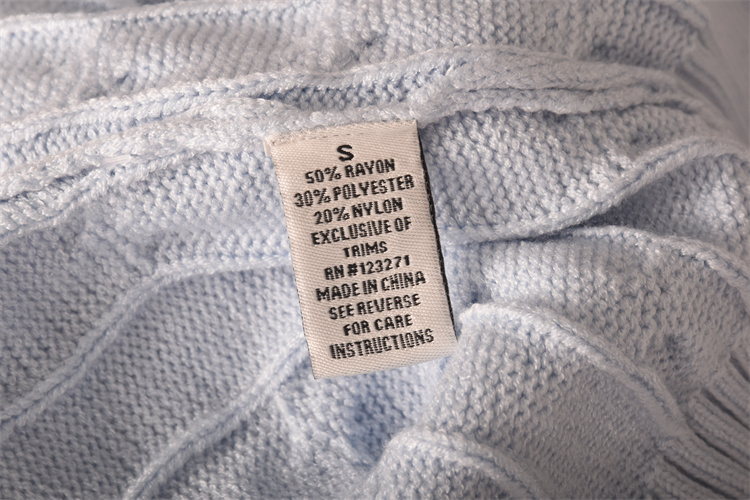 S
50% RAYON
30% POLYESTER
20% NYLON
EXCLUSIVE OF
TRIMS
RN #123271
MADE IN CHINA
SEE REVERSE
FOR CARE
INSTRUCTIONS